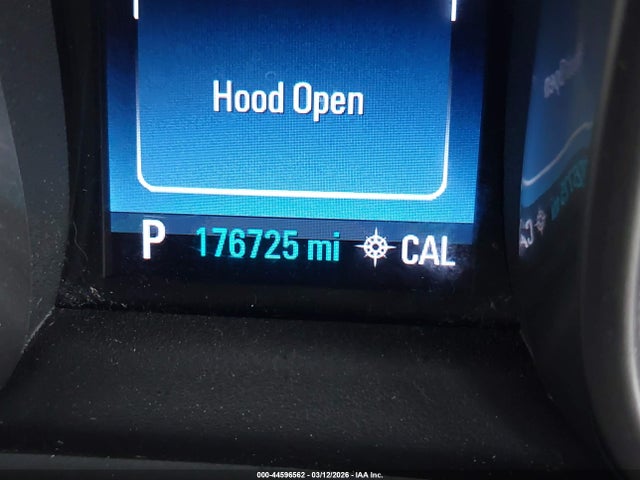 Hood Open
P 176725 mi CAL
000-44596562 - 03/12/2026 - IAA Inc.